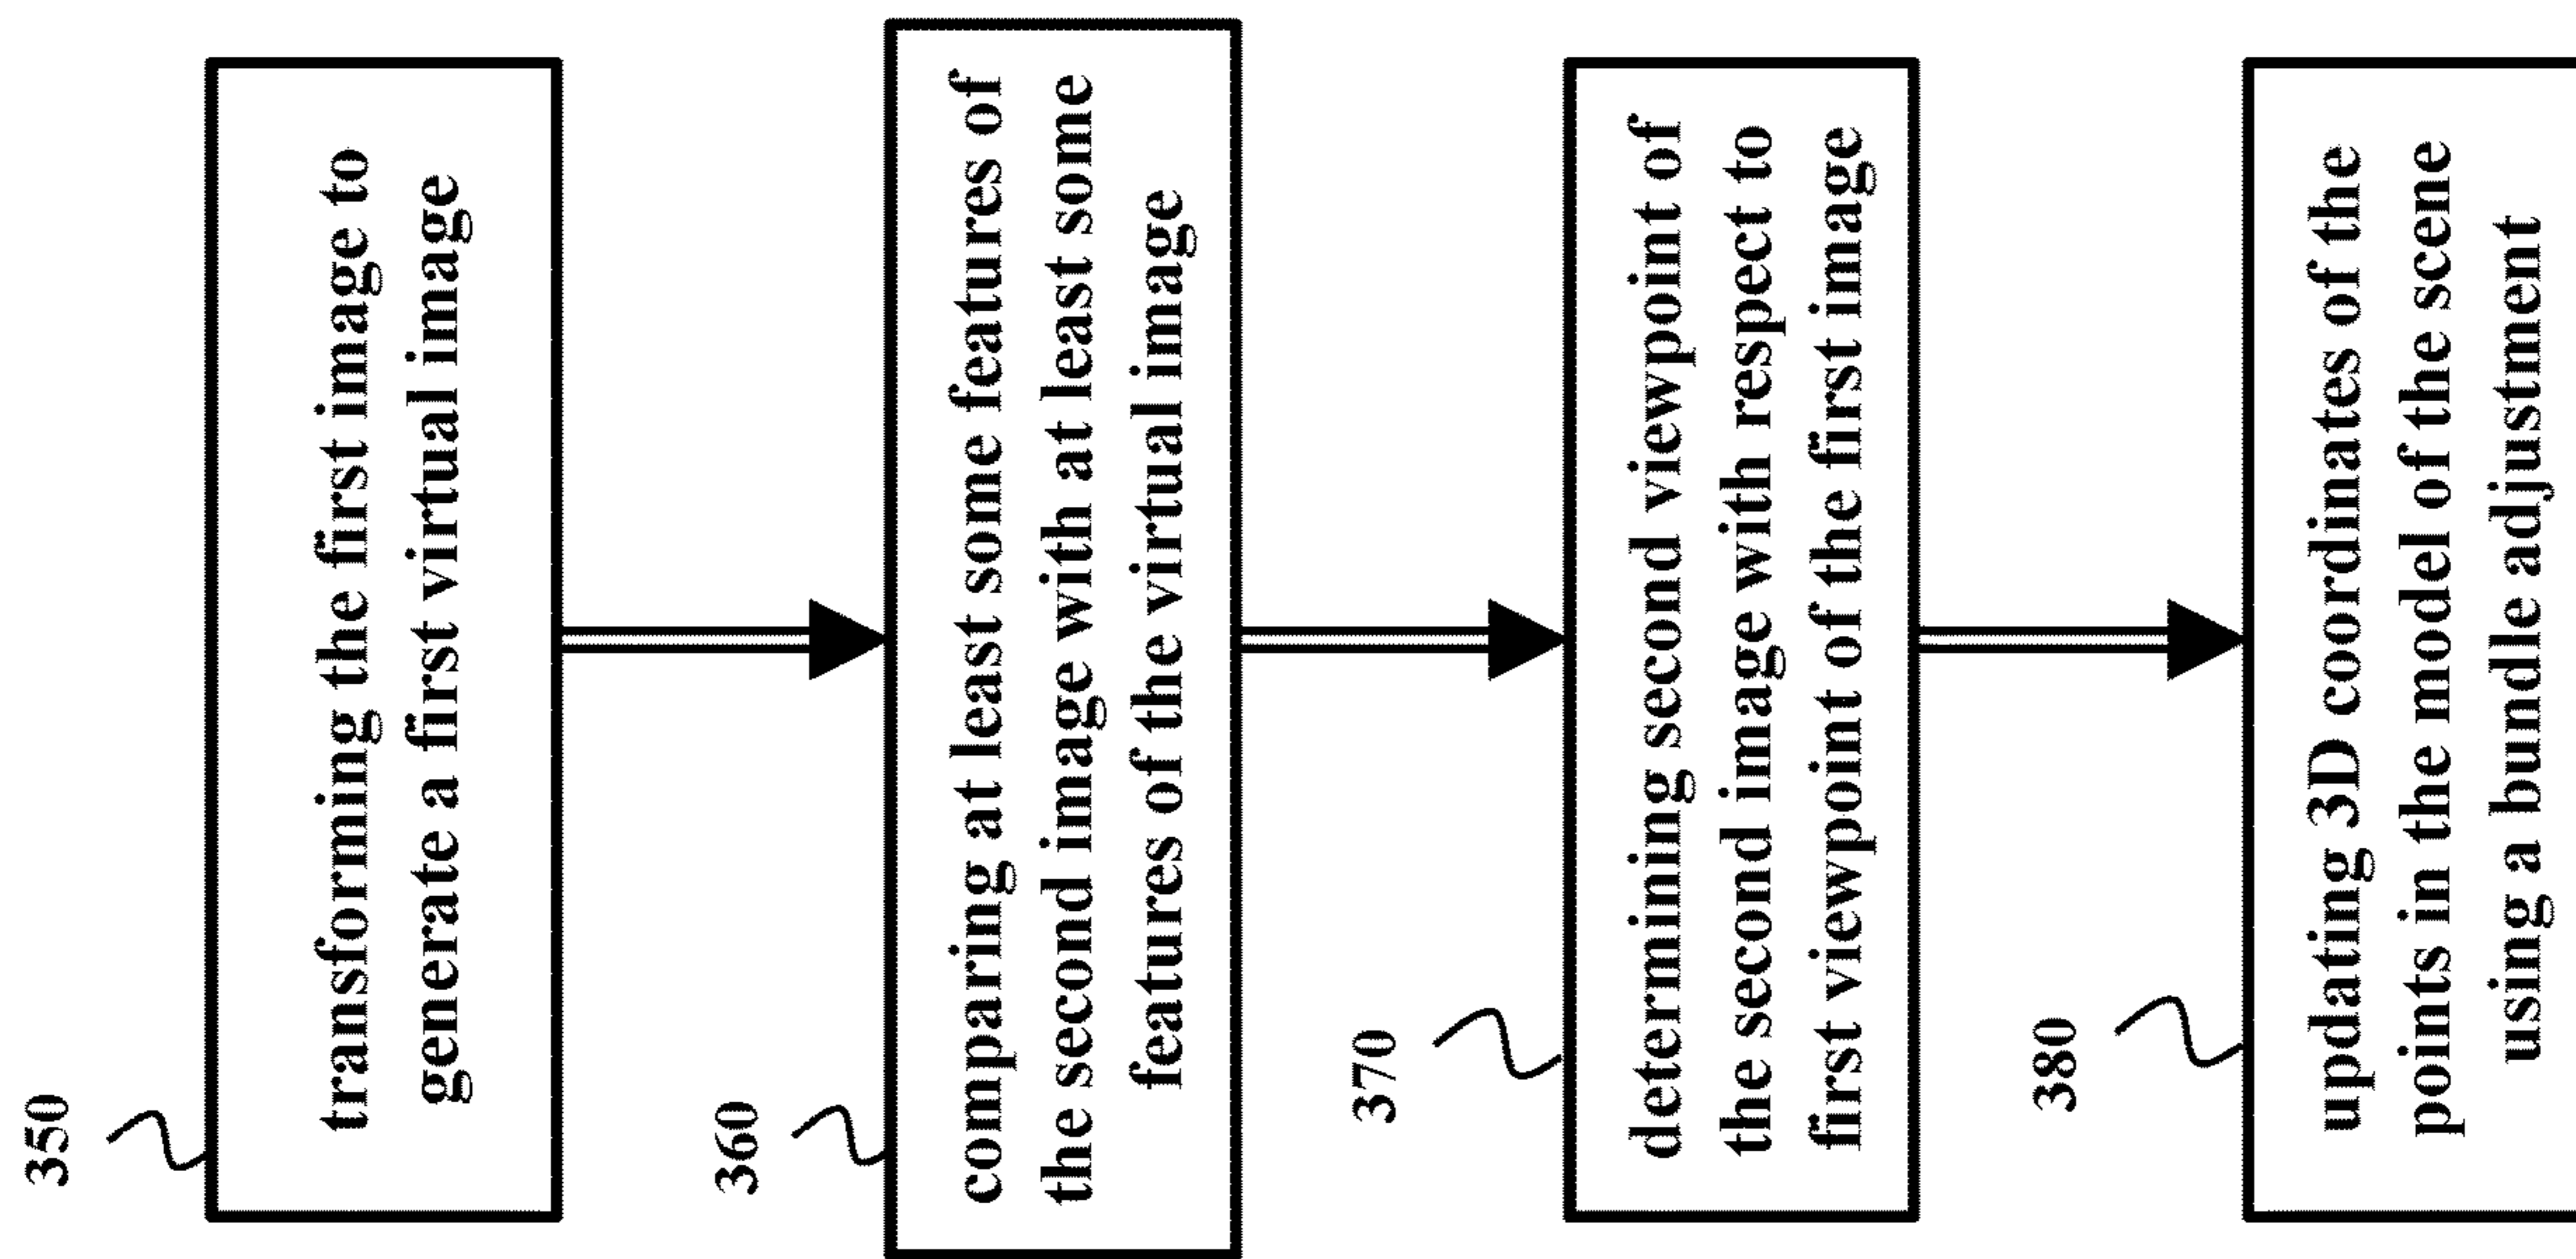 350
transforming the first image to
generate a first virtual image
360
comparing at least some features of
the second image with at least some
features of the virtual image
370
determining second viewpoint of
the second image with respect to
first viewpoint of the first image
380
updating 3D coordinates of the
points in the model of the scene
using a bundle adjustment